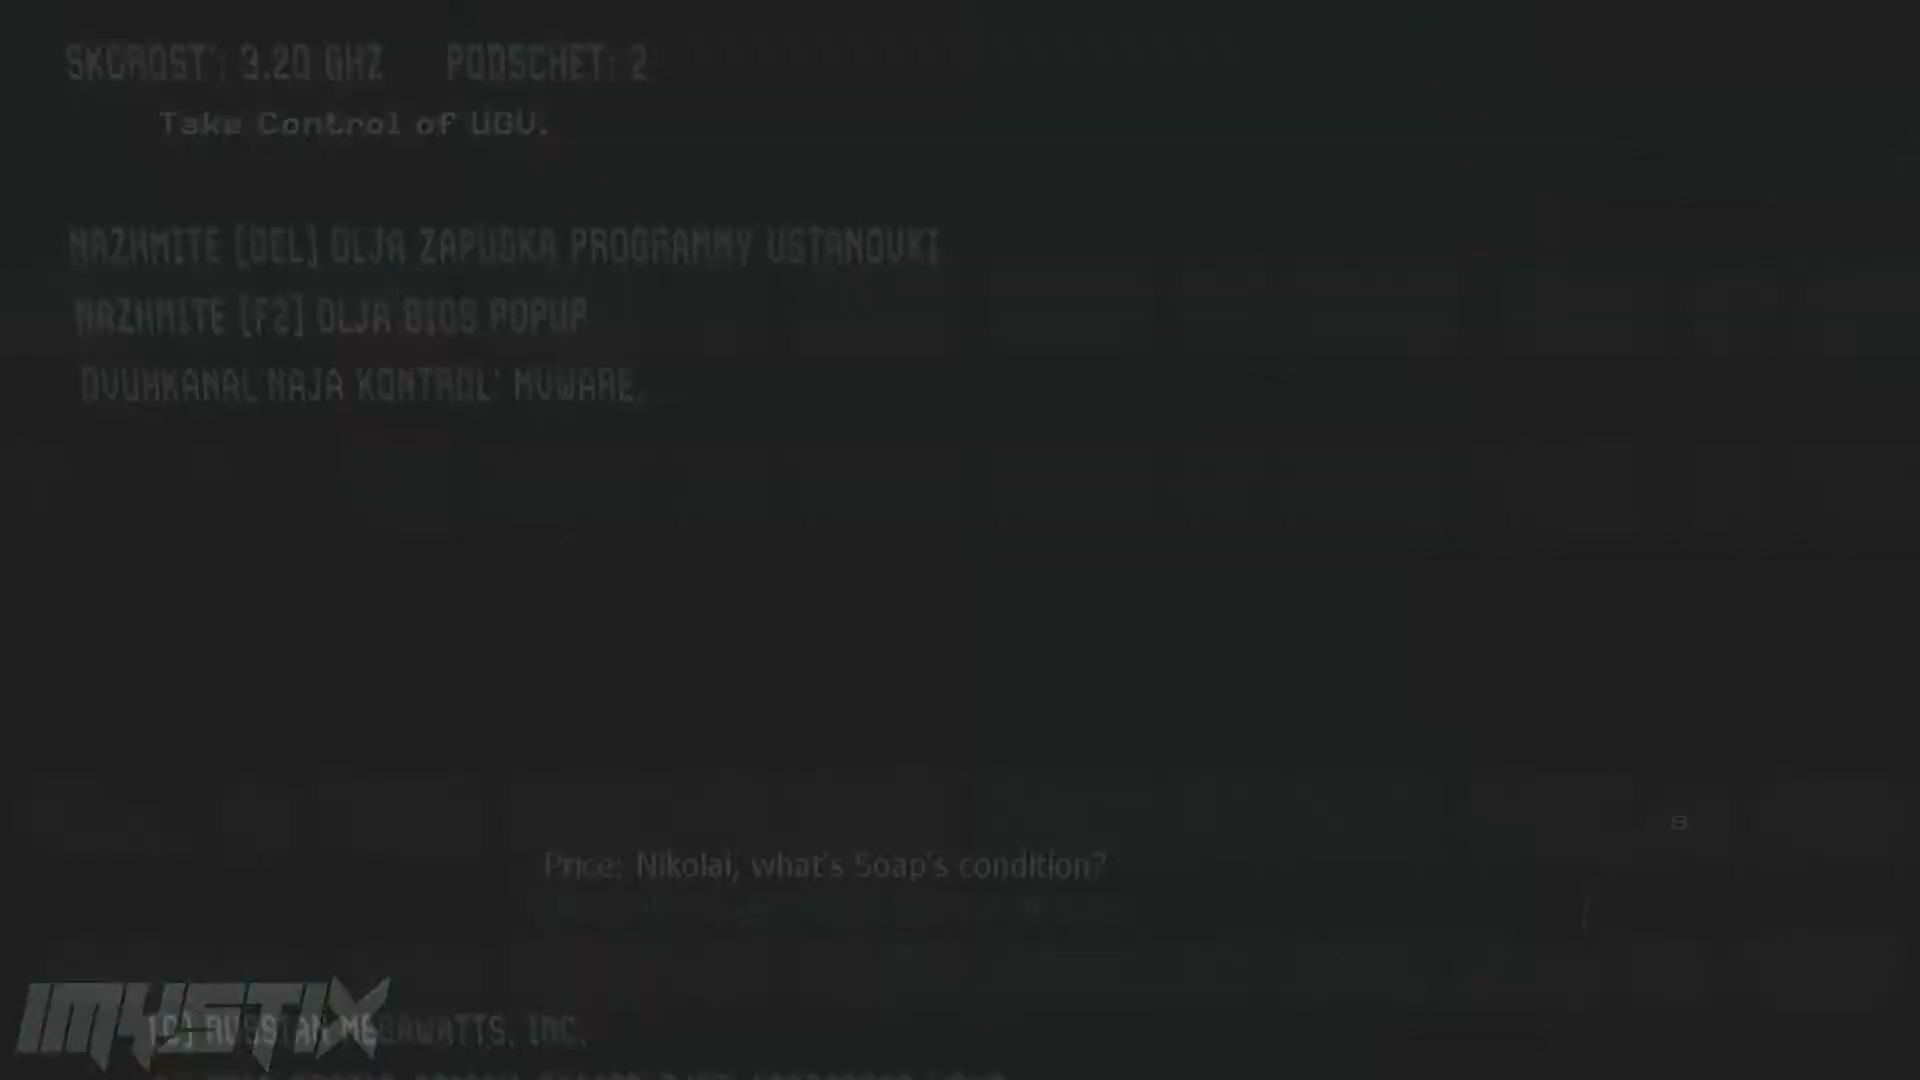 SKOROST': 3.20 GHZ PODSCHET: 2
Take Control of UGV.
NAZHMITE [DEL] DLJA ZAPUSKA PROGRAMMY USTANOVKI
NAZHMITE [F2] DLJA BIOS POPUP
DVUHKANAL'NAJA KONTROL' MVWARE.
S
Price: Nikolai, what's Soap's condition?
IMYSTIX
(C) RUSSIAN MEGAWATTS, INC.